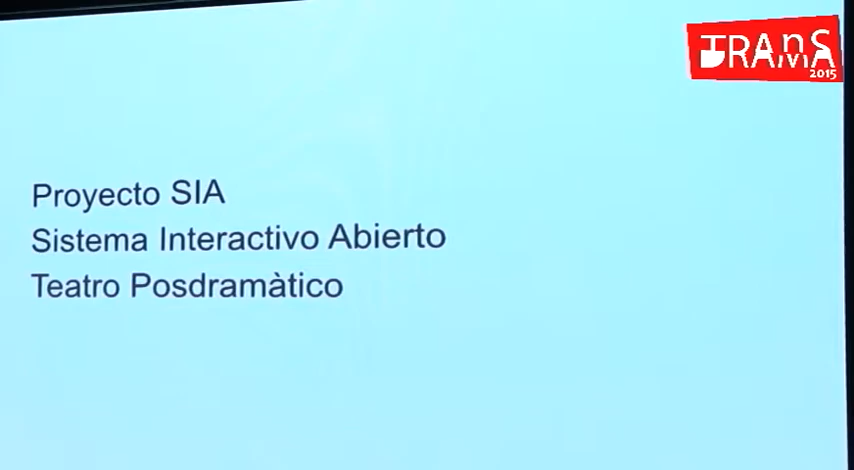 TRANS
DRAMA
2015
Proyecto SIA
Sistema Interactivo Abierto
Teatro Posdramàtico